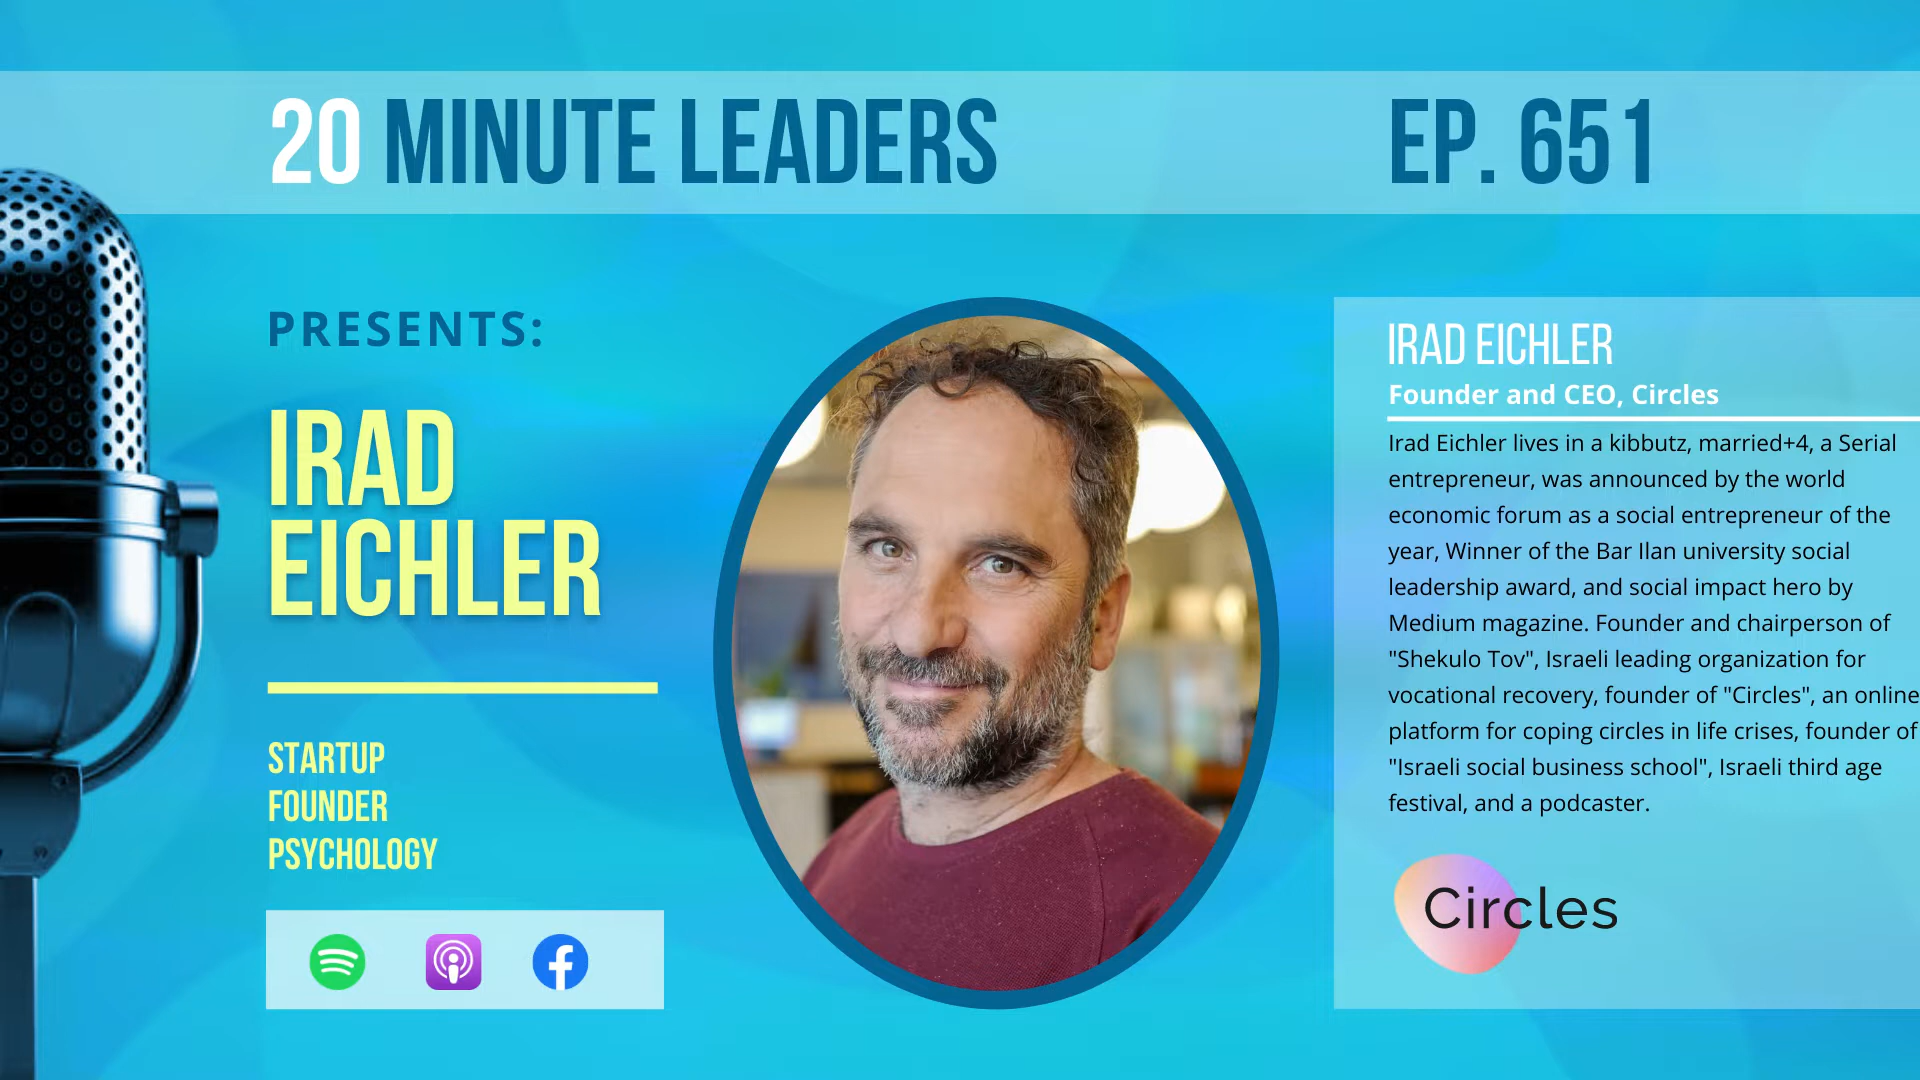 20 MINUTE LEADERS
EP. 651
PRESENTS:
IRAD
EICHLER
STARTUP
FOUNDER
PSYCHOLOGY
IRAD EICHLER
Founder and CEO, Circles
Irad Eichler lives in a kibbutz, married+4, a Serial
entrepreneur, was announced by the world
economic forum as a social entrepreneur of the
year, Winner of the Bar Ilan university social
leadership award, and social impact hero by
Medium magazine. Founder and chairperson of
"Shekulo Tov", Israeli leading organization for
vocational recovery, founder of "Circles", an online
platform for coping circles in life crises, founder of
"Israeli social business school", Israeli third age
festival, and a podcaster.
Circles